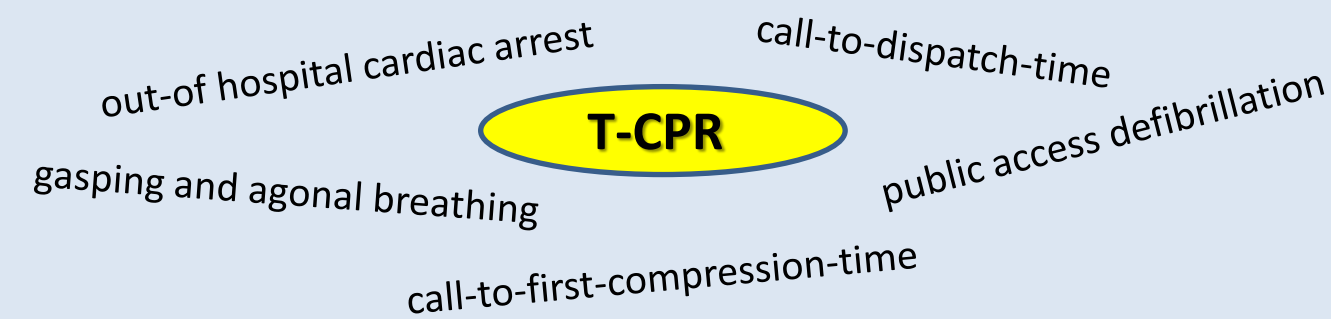 out-of hospital cardiac arrest
call-to-dispatch-time
T-CPR
public access defibrillation
gasping and agonal breathing
call-to-first-compression-time